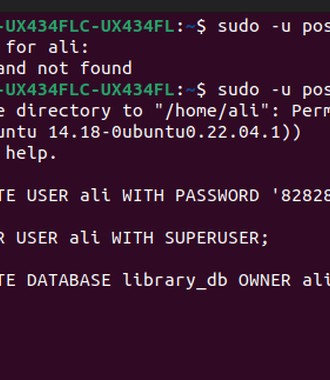 -UX434FLC-UX434FL:~$ sudo -u pos
for ali:
and not found
-UX434FLC-UX434FL:~$ sudo -u pos
e directory to "/home/ali": Perm
untu 14.18-0ubuntu0.22.04.1))
help.
TE USER ali WITH PASSWORD '82828
R USER ali WITH SUPERUSER;
TE DATABASE library_db OWNER ali